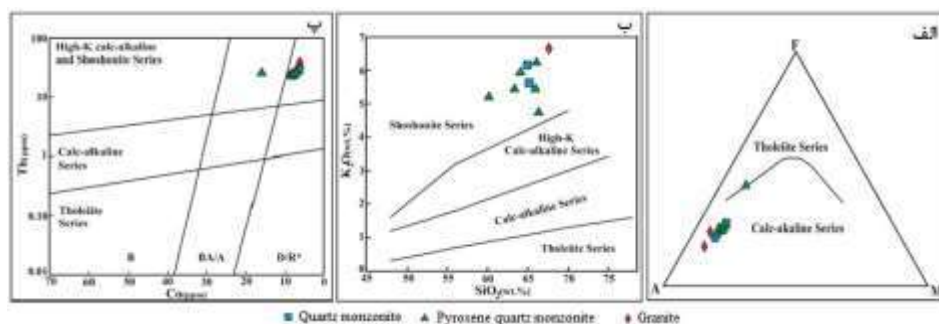 پ
100
10
1
0.10
0.01
Th(ppm)
High-K calc-alkaline
and Shoshonite Series
Calc-alkaline
Series
Tholeiite
Series
B
BA/A
D/R*
70
60
50
40
30
20
10
0
Co(ppm)
ب
7
6
5
4
3
2
1
0
K₂O(wt.%)
Shoshonite Series
High-K
Calc-alkaline Series
Calc-alkaline Series
Tholeiite Series
45
50
55
60
65
70
75
SiO₂(wt.%)
الف
F
Tholeiite Series
Calc-akaline Series
A
M
Quartz monzonite
Pyroxene quartz monzonite
Granite